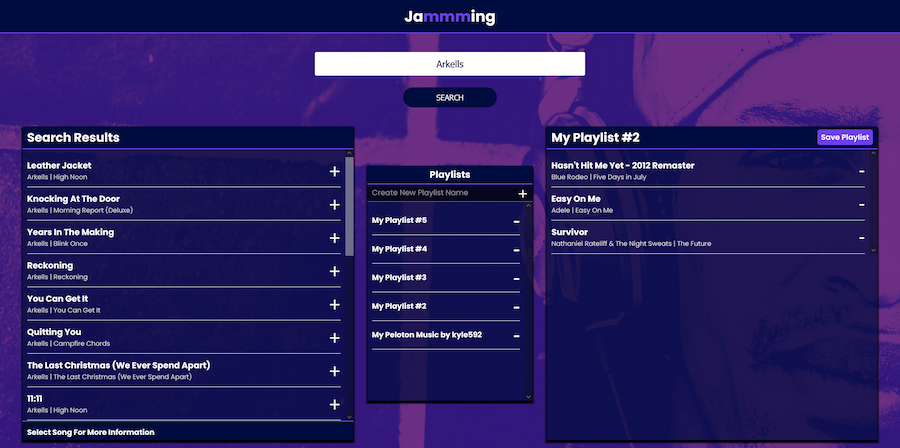 Jammming
Arkells
SEARCH
Search Results
Leather Jacket
Arkells | High Noon
Knocking At The Door
Arkells | Morning Report (Deluxe)
Years In The Making
Arkells | Blink Once
Reckoning
Arkells | Reckoning
You Can Get It
Arkells | You Can Get It
Quitting You
Arkells | Campfire Chords
The Last Christmas (We Ever Spend Apart)
Arkells | The Last Christmas (We Ever Spend Apart)
11:11
Arkells | High Noon
Select Song For More Information
Playlists
Create New Playlist Name
My Playlist #5
My Playlist #4
My Playlist #3
My Playlist #2
My Peloton Music by kyle592
My Playlist #2
Save Playlist
Hasn't Hit Me Yet - 2012 Remaster
Blue Rodeo | Five Days in July
Easy On Me
Adele | Easy On Me
Survivor
Nathaniel Rateliff & The Night Sweats | The Future